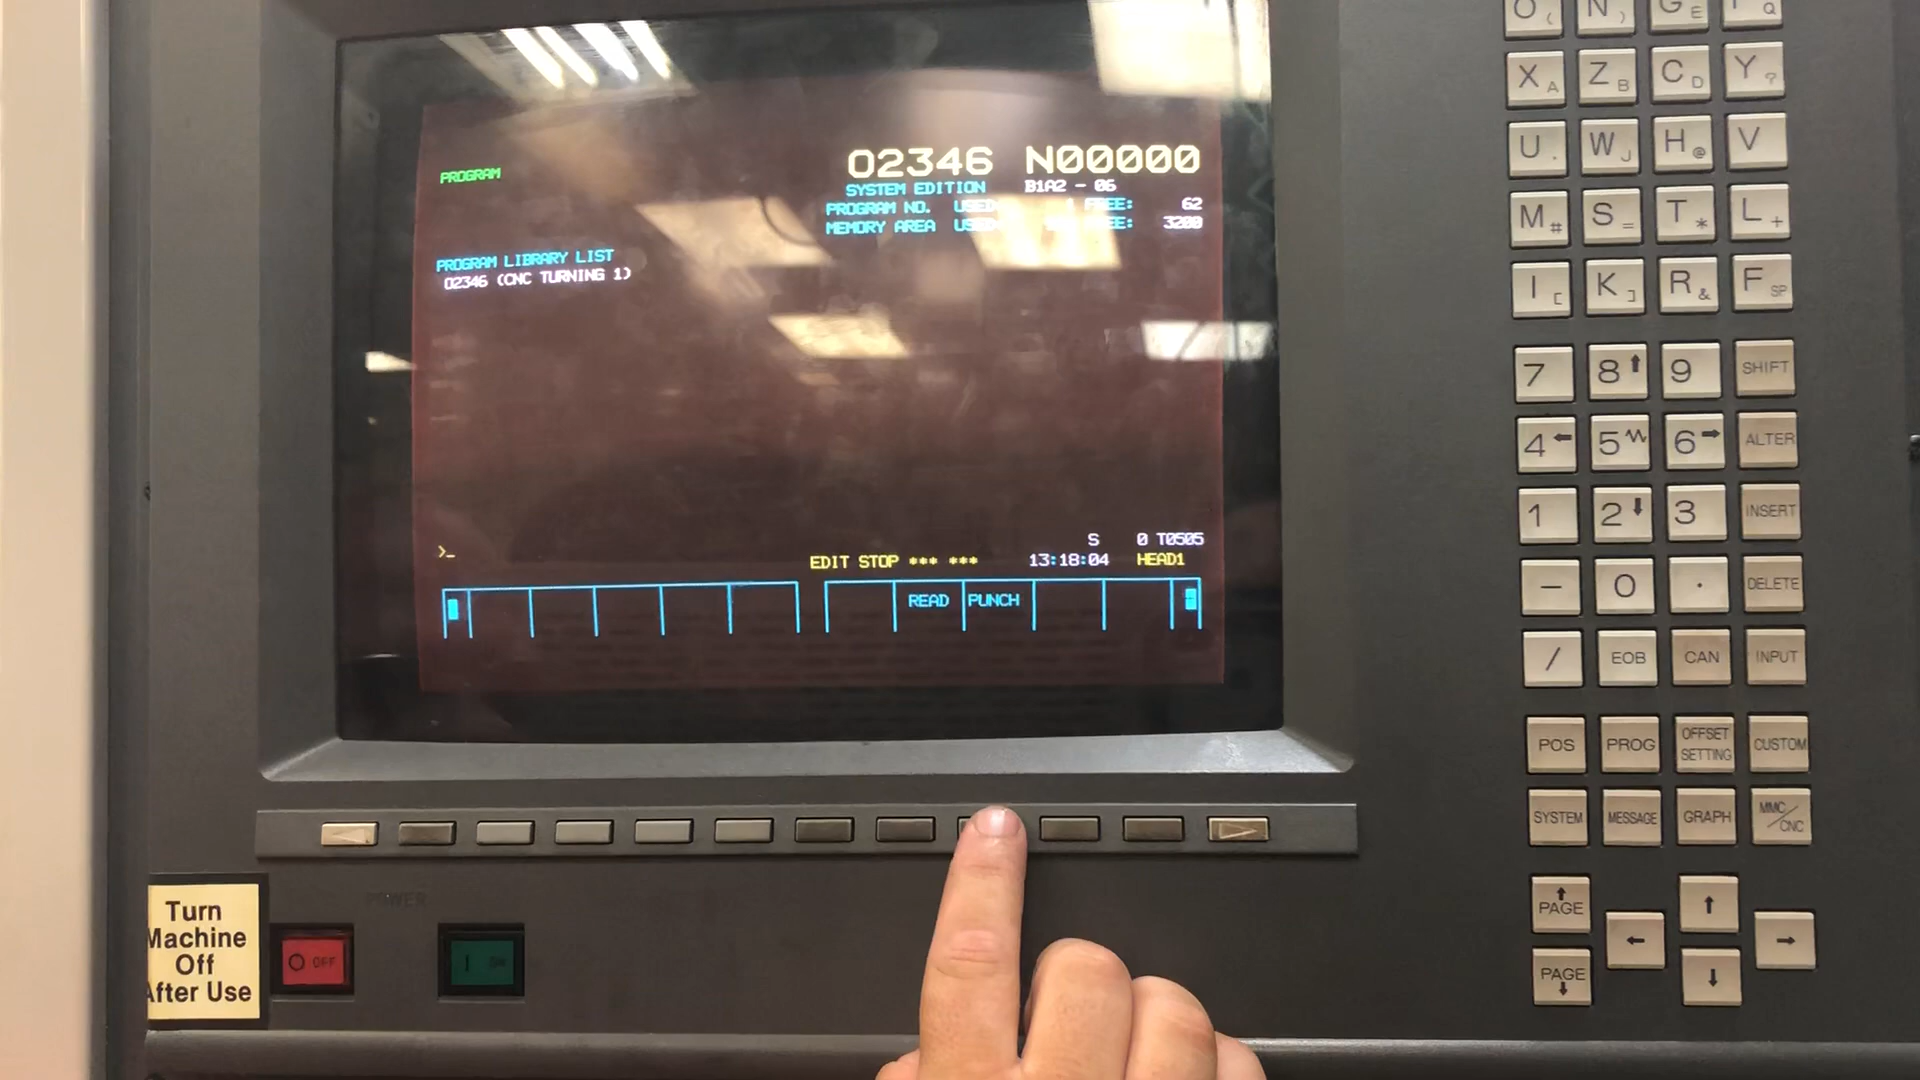 O2346 N00000
PROGRAM
SYSTEM EDITION B1A2 - 06
PROGRAM NO. USED 1 FREE: 62
MEMORY AREA USED FREE: 3200
PROGRAM LIBRARY LIST
O2346 (CNC TURNING 1)
S 0 T0505
>_
EDIT STOP *** *** 13:18:04 HEAD1
READ PUNCH
O ( N ) G E
X A Z B C D Y ?
U . W J H @ V
M # S = T * L +
I [ K ] R & F SP
7 8 ↑ 9 SHIFT
4 ← 5 6 → ALTER
1 2 ↓ 3 INSERT
- 0 . DELETE
/ EOB CAN INPUT
POS PROG OFFSET SETTING CUSTOM
SYSTEM MESSAGE GRAPH MMC/CNC
↑ PAGE ↑
← →
PAGE ↓ ↓
POWER
O OFF
I ON
Turn
Machine
Off
After Use